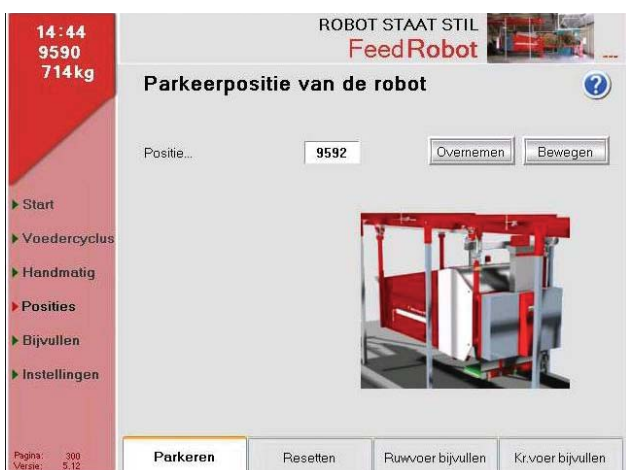 14:44
9590
714kg
ROBOT STAAT STIL
FeedRobot
...
Parkeerpositie van de robot
?
Positie...
9592
Overnemen
Bewegen
Start
Voedercyclus
Handmatig
Posities
Bijvullen
Instellingen
Pagina: 300
Versie: 5.12
Parkeren
Resetten
Ruwvoer bijvullen
Kr.voer bijvullen